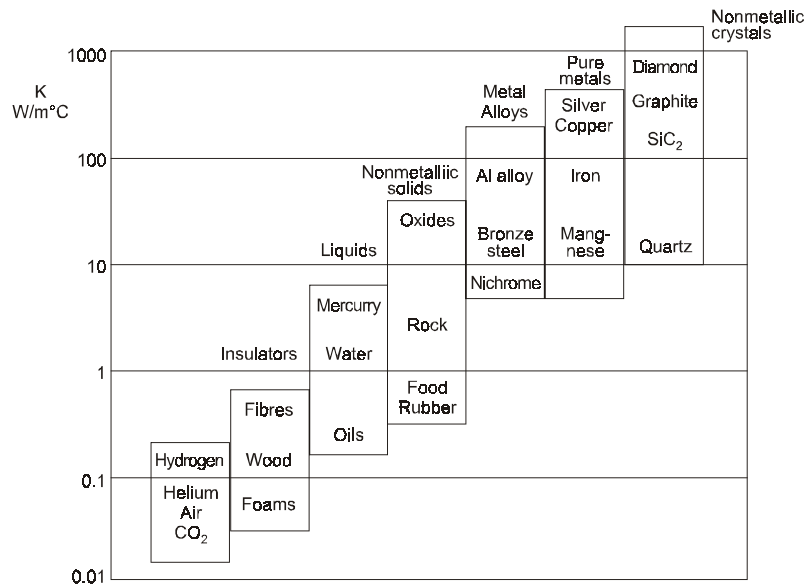 Nonmetallic
crystals
1000
K
W/m°C
Pure
metals
Diamond
Metal
Alloys
Silver
Copper
Graphite
SiC₂
100
Nonmetalliic
solids
Al alloy
Iron
Oxides
Bronze
steel
Mang-
nese
Quartz
Liquids
10
Nichrome
Mercurry
Rock
Insulators
Water
1
Food
Rubber
Fibres
Oils
Hydrogen
Wood
0.1
Helium
Air
CO₂
Foams
0.01